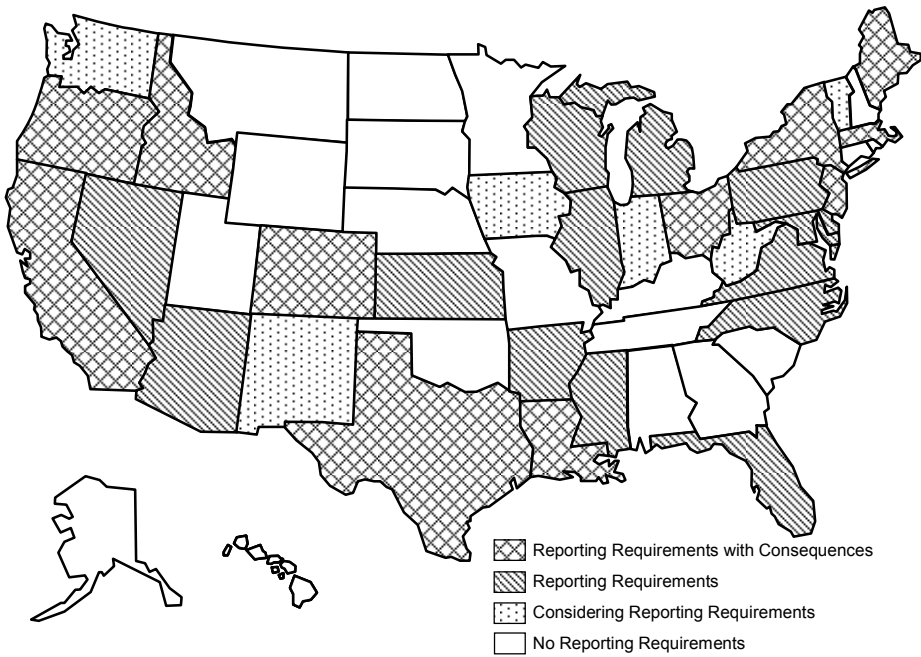 Reporting Requirements with Consequences
Reporting Requirements
Considering Reporting Requirements
No Reporting Requirements